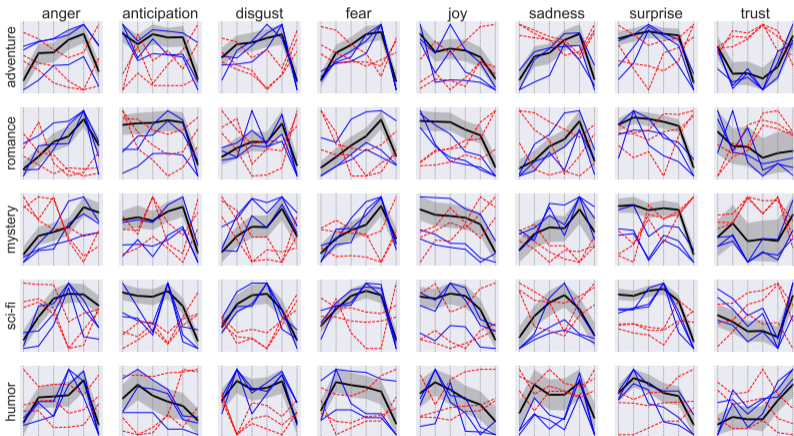 anger anticipation disgust fear joy sadness surprise trust
adventure
romance
mystery
sci-fi
humor